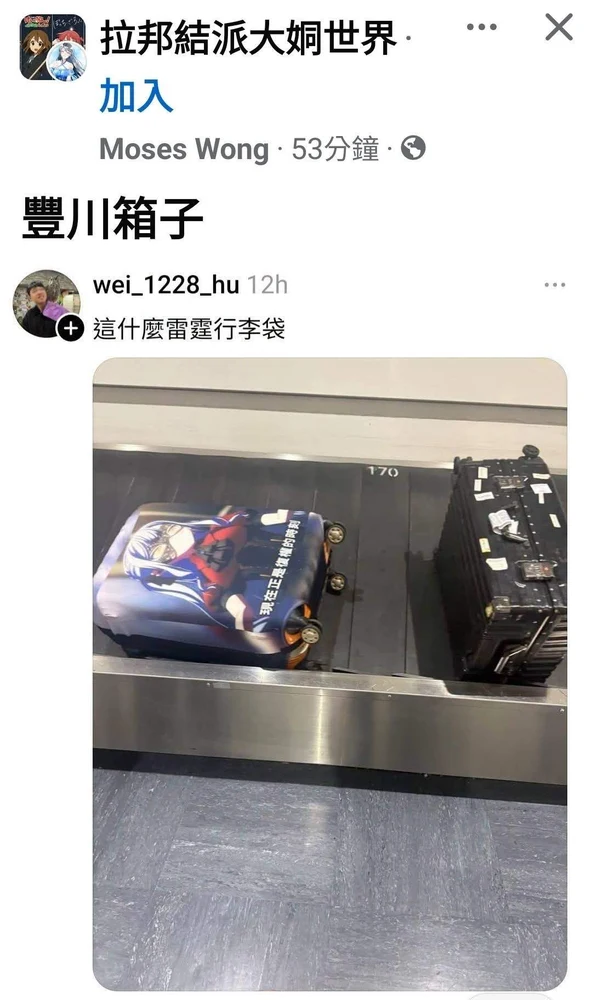 拉邦結派大姛世界·
加入
Moses Wong · 53分鐘 ·
豐川箱子
wei_1228_hu 12h
這什麼雷霆行李袋
170
現在正是復權的時刻